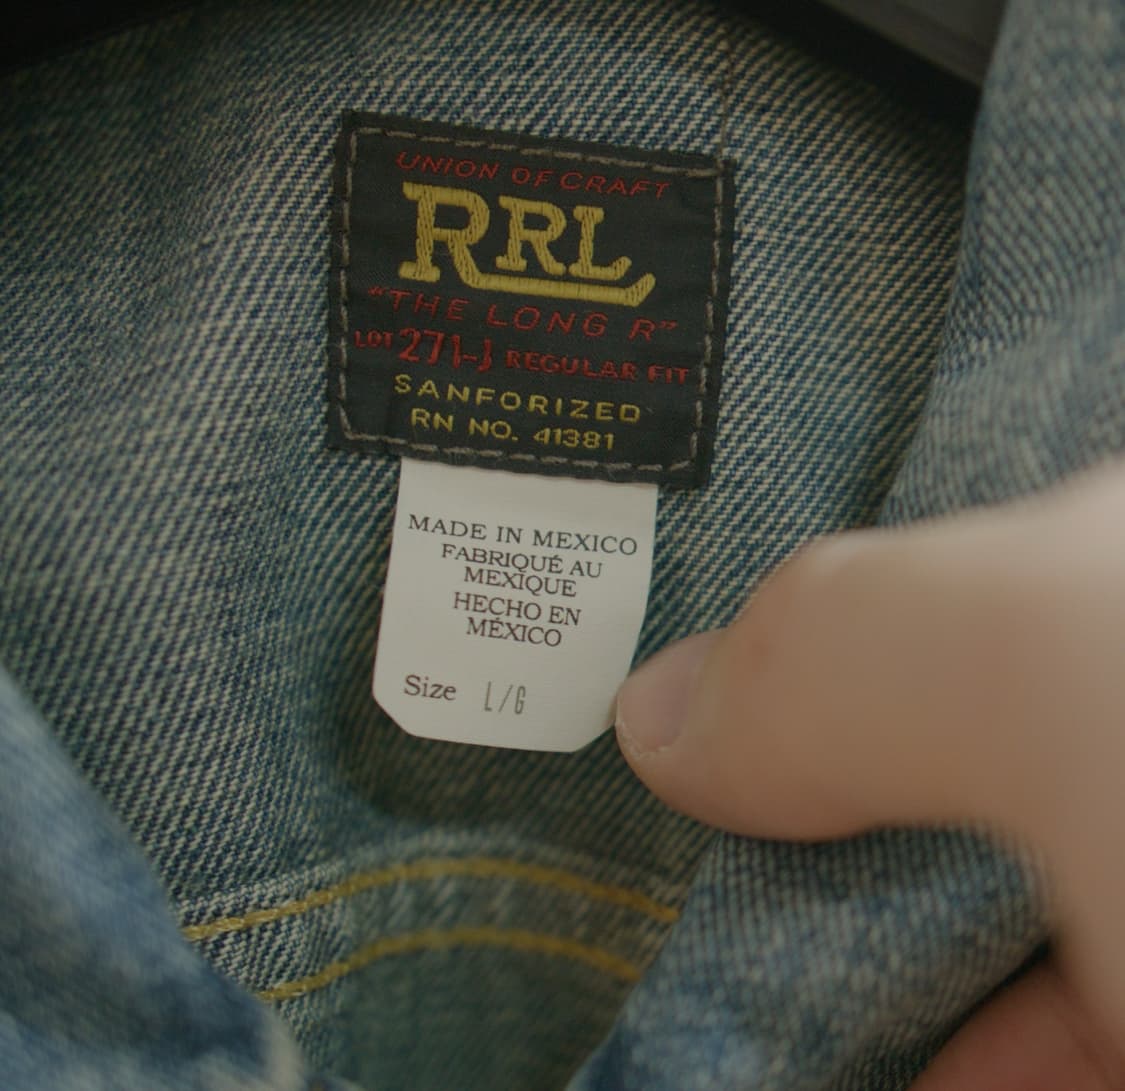 UNION OF CRAFT
RRL
"THE LONG R"
LOT 271-J REGULAR FIT
SANFORIZED
RN NO. 41381
MADE IN MEXICO
FABRIQUÉ AU
MEXIQUE
HECHO EN
MÉXICO
Size L/G